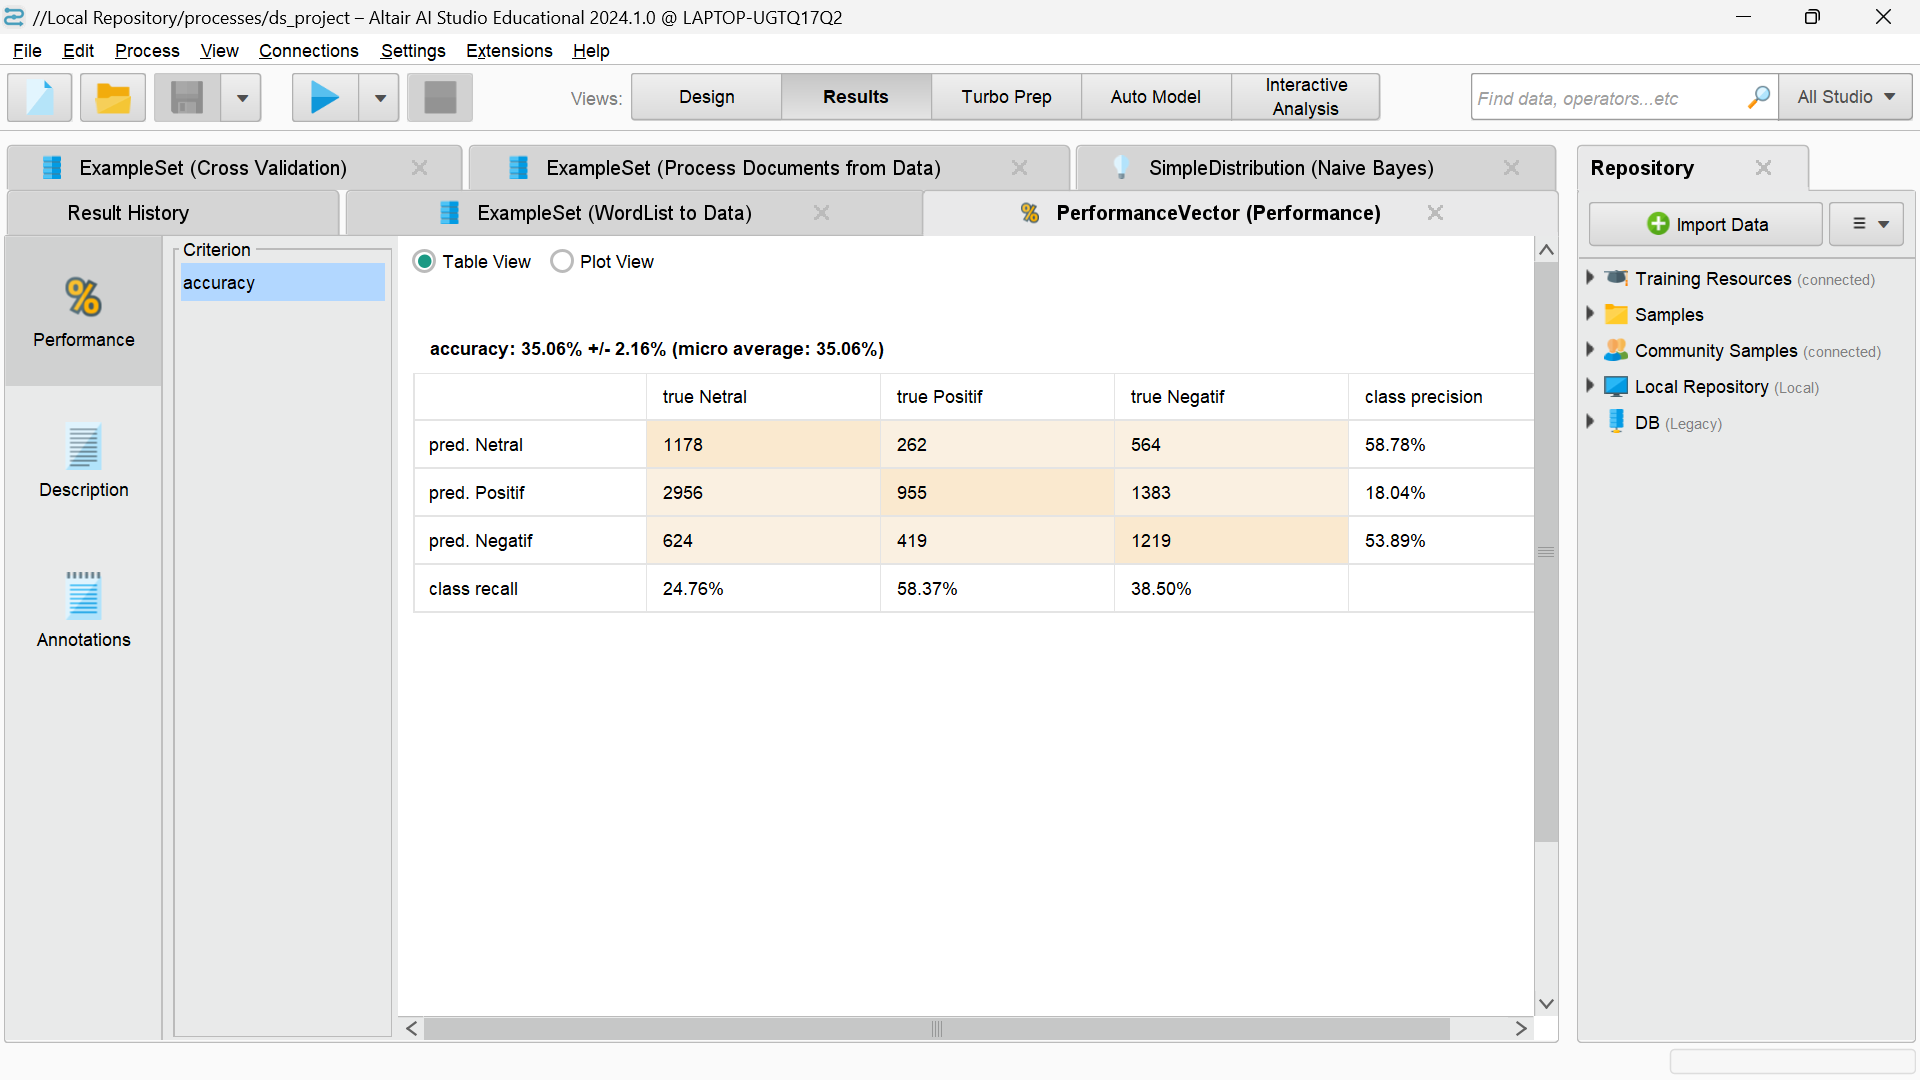 //Local Repository/processes/ds_project – Altair AI Studio Educational 2024.1.0 @ LAPTOP-UGTQ17Q2
File Edit Process View Connections Settings Extensions Help
Views: Design Results Turbo Prep Auto Model Interactive Analysis
Find data, operators...etc All Studio
ExampleSet (Cross Validation) ExampleSet (Process Documents from Data) SimpleDistribution (Naive Bayes)
Result History ExampleSet (WordList to Data) % PerformanceVector (Performance)
%
Performance
Description
Annotations
Criterion
accuracy
Table View Plot View
accuracy: 35.06% +/- 2.16% (micro average: 35.06%)
true Netral true Positif true Negatif class precision
pred. Netral 1178 262 564 58.78%
pred. Positif 2956 955 1383 18.04%
pred. Negatif 624 419 1219 53.89%
class recall 24.76% 58.37% 38.50%
Repository
Import Data
Training Resources (connected)
Samples
Community Samples (connected)
Local Repository (Local)
DB (Legacy)